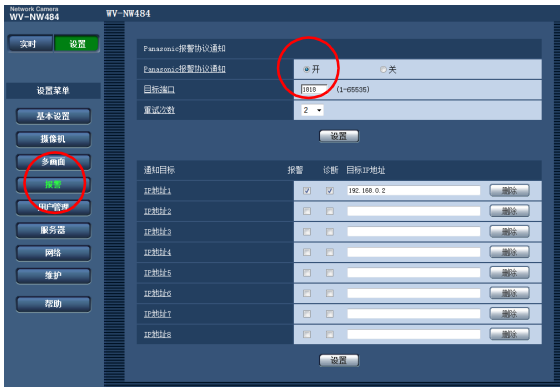 Network Camera
WV-NW484
WV-NW484
实时
设置
设置菜单
基本设置
摄像机
多画面
报警
用户管理
服务器
网络
维护
帮助
Panasonic报警协议通知
Panasonic报警协议通知
开
关
目标端口
1818
(1-65535)
重试次数
2
设置
通知目标
报警
诊断
目标IP地址
IP地址1
192.168.0.2
删除
IP地址2
删除
IP地址3
删除
IP地址4
删除
IP地址5
删除
IP地址6
删除
IP地址7
删除
IP地址8
删除
设置